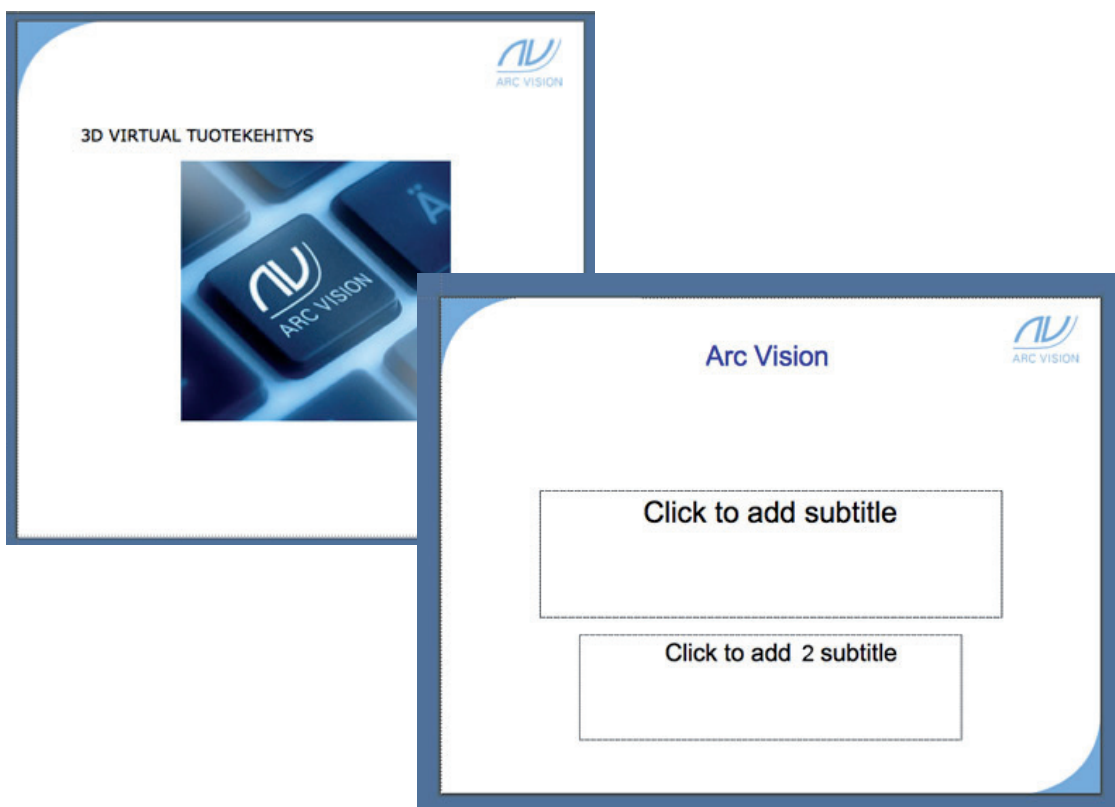 ARC VISION
3D VIRTUAL TUOTEKEHITYS
Ä
ARC VISION
Arc Vision
ARC VISION
Click to add subtitle
Click to add 2 subtitle